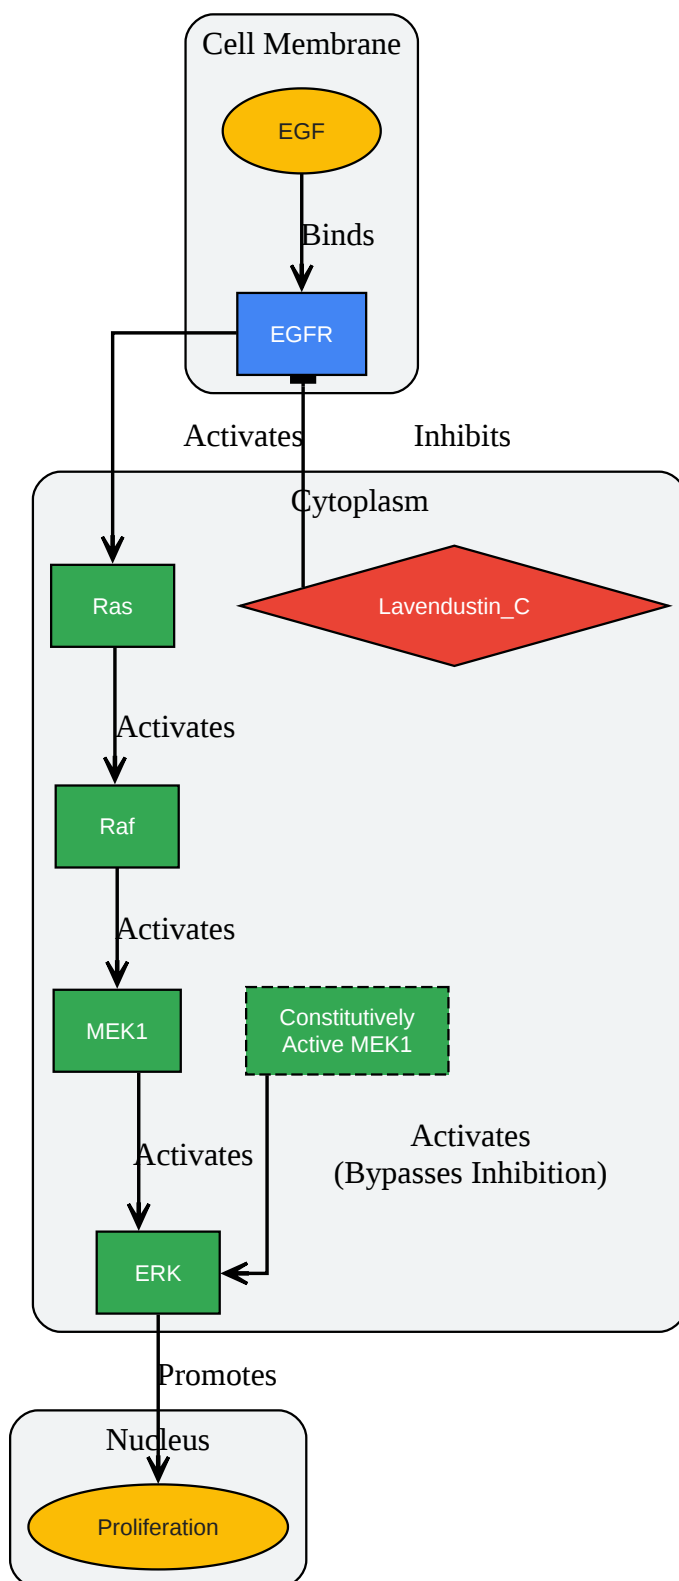 Cell Membrane
EGF
Binds
EGFR
Activates
Inhibits
Cytoplasm
Ras
Lavendustin_C
Activates
Raf
Activates
MEK1
Constitutively
Active MEK1
Activates
Activates
(Bypasses Inhibition)
ERK
Promotes
Nucleus
Proliferation